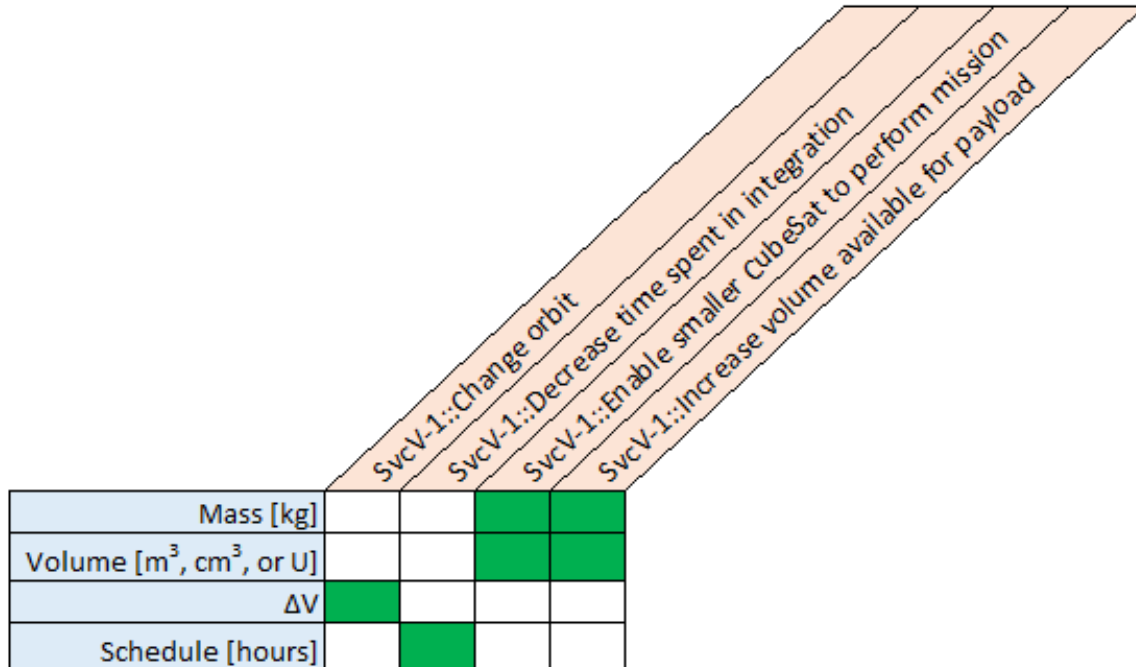 SvcV-1::Change orbit
SvcV-1::Decrease time spent in integration
SvcV-1::Enable smaller CubeSat to perform mission
SvcV-1::Increase volume available for payload
Mass [kg]
Volume [m³, cm³, or U]
ΔV
Schedule [hours]